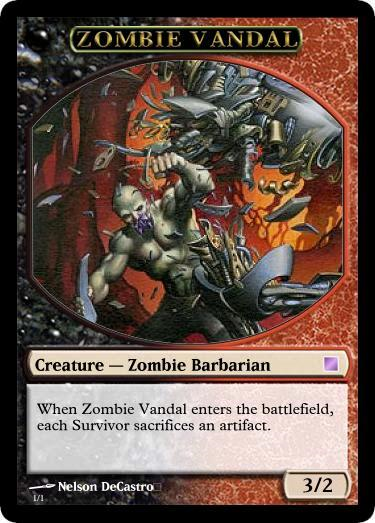 ZOMBIE VANDAL
Creature — Zombie Barbarian
When Zombie Vandal enters the battlefield,
each Survivor sacrifices an artifact.
Nelson DeCastro
3/2
1/1